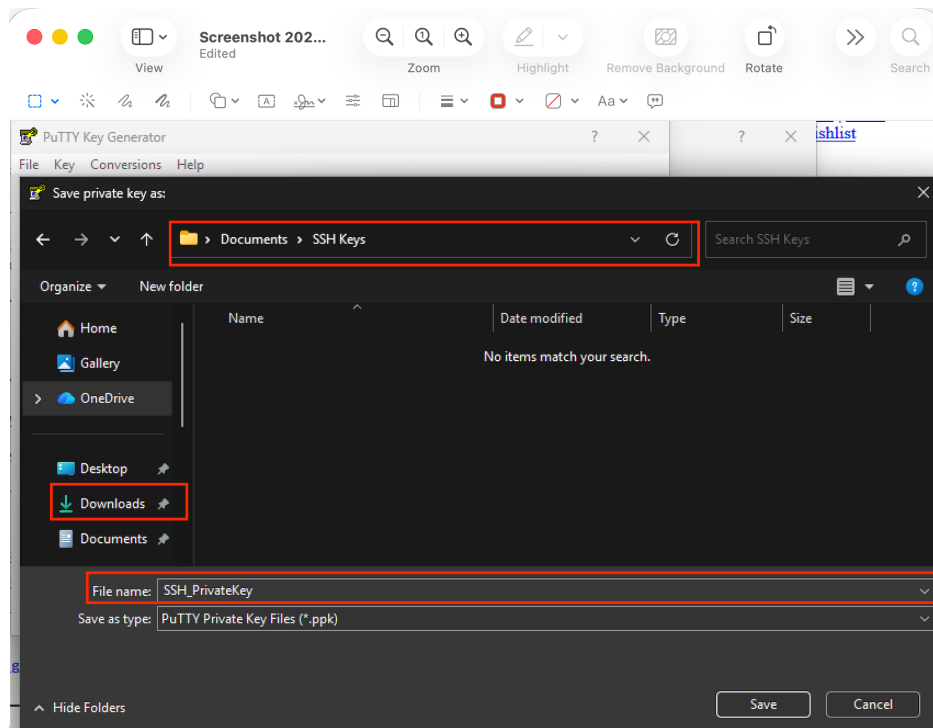 Screenshot 202...
Edited
View
Zoom
Highlight
Remove Background
Rotate
Search
Aa
PuTTY Key Generator
?
?
ishlist
File Key Conversions Help
Save private key as:
Documents > SSH Keys
Search SSH Keys
Organize
New folder
Name
Date modified
Type
Size
Home
No items match your search.
Gallery
OneDrive
Desktop
Downloads
Documents
File name: SSH_PrivateKey
Save as type: PuTTY Private Key Files (*.ppk)
Hide Folders
Save
Cancel